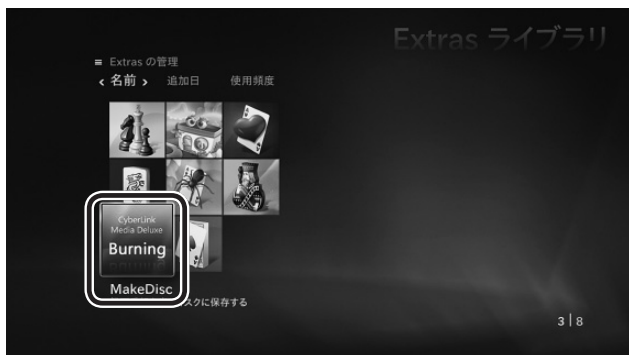 Extras ライブラリ
Extras の管理
名前 追加日 使用頻度
CyberLink
Media Deluxe
Burning
MakeDisc
スクに保存する
3 | 8